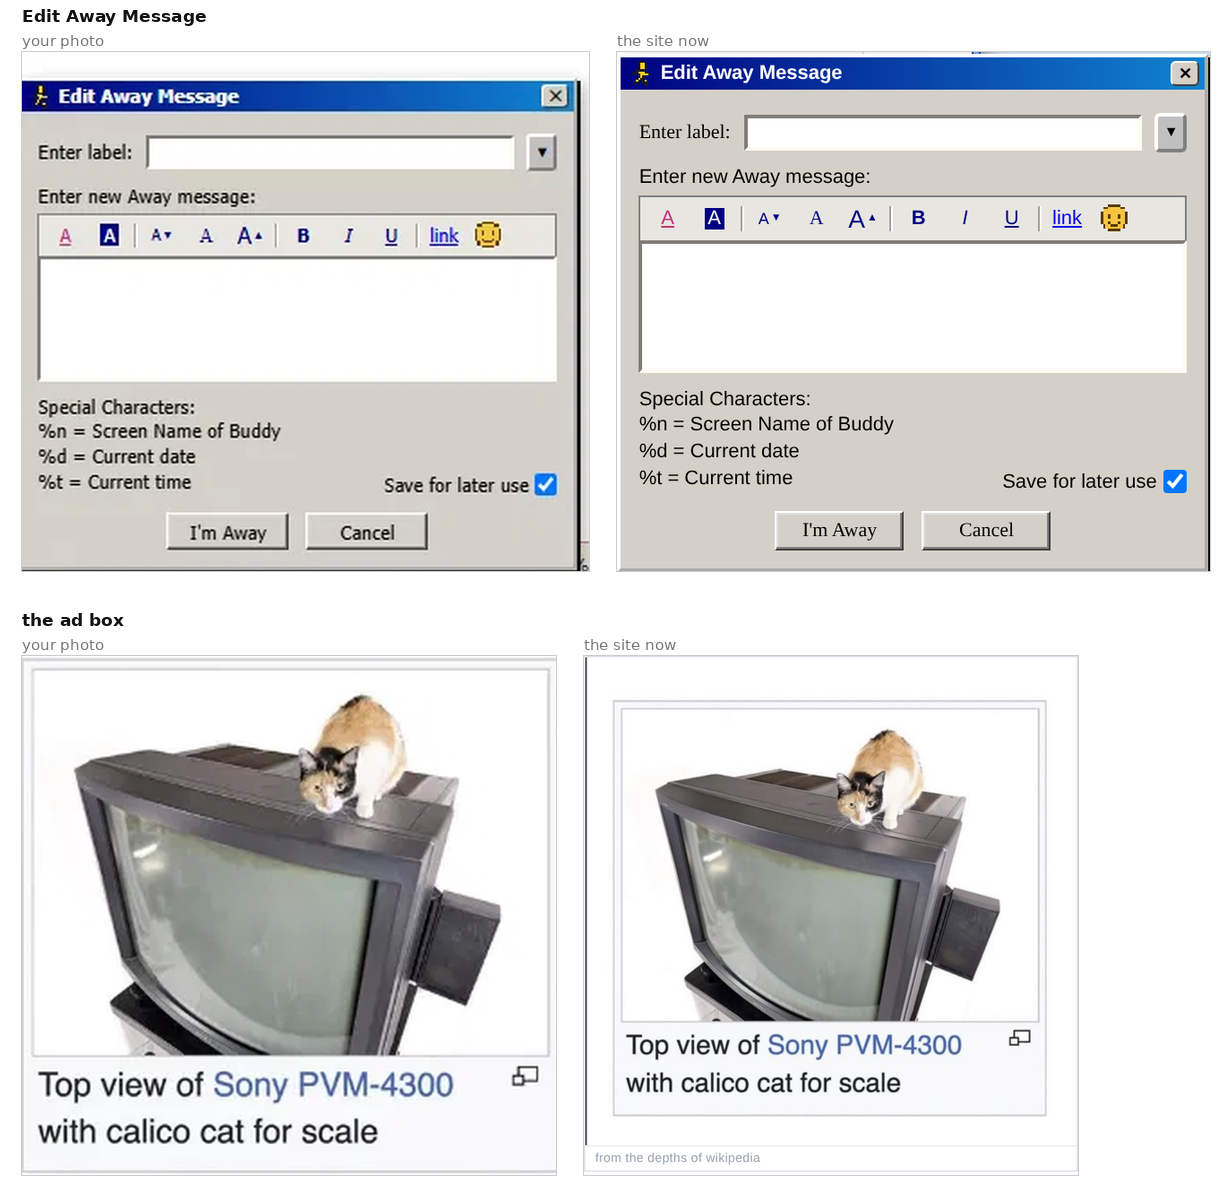 Edit Away Message
your photo
the site now
Edit Away Message
Enter label:
Enter new Away message:
A A A▼ A A▲ B I U link
Special Characters:
%n = Screen Name of Buddy
%d = Current date
%t = Current time
Save for later use
I'm Away
Cancel
Edit Away Message
Enter label:
Enter new Away message:
A A A▼ A A▲ B I U link
Special Characters:
%n = Screen Name of Buddy
%d = Current date
%t = Current time
Save for later use
I'm Away
Cancel
the ad box
your photo
the site now
Top view of Sony PVM-4300
with calico cat for scale
Top view of Sony PVM-4300
with calico cat for scale
from the depths of wikipedia